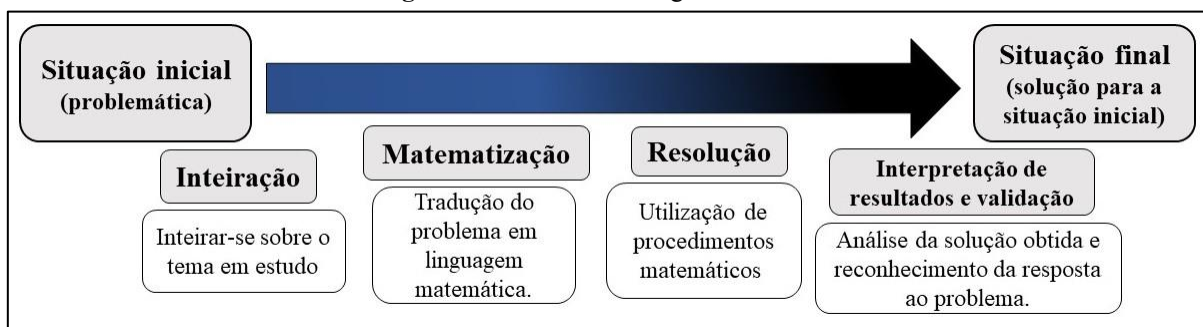 Situação inicial
(problemática)
Situação final
(solução para a
situação inicial)
Inteiração
Inteirar-se sobre o
tema em estudo
Matematização
Tradução do
problema em
linguagem
matemática.
Resolução
Utilização de
procedimentos
matemáticos
Interpretação de
resultados e validação
Análise da solução obtida e
reconhecimento da resposta
ao problema.